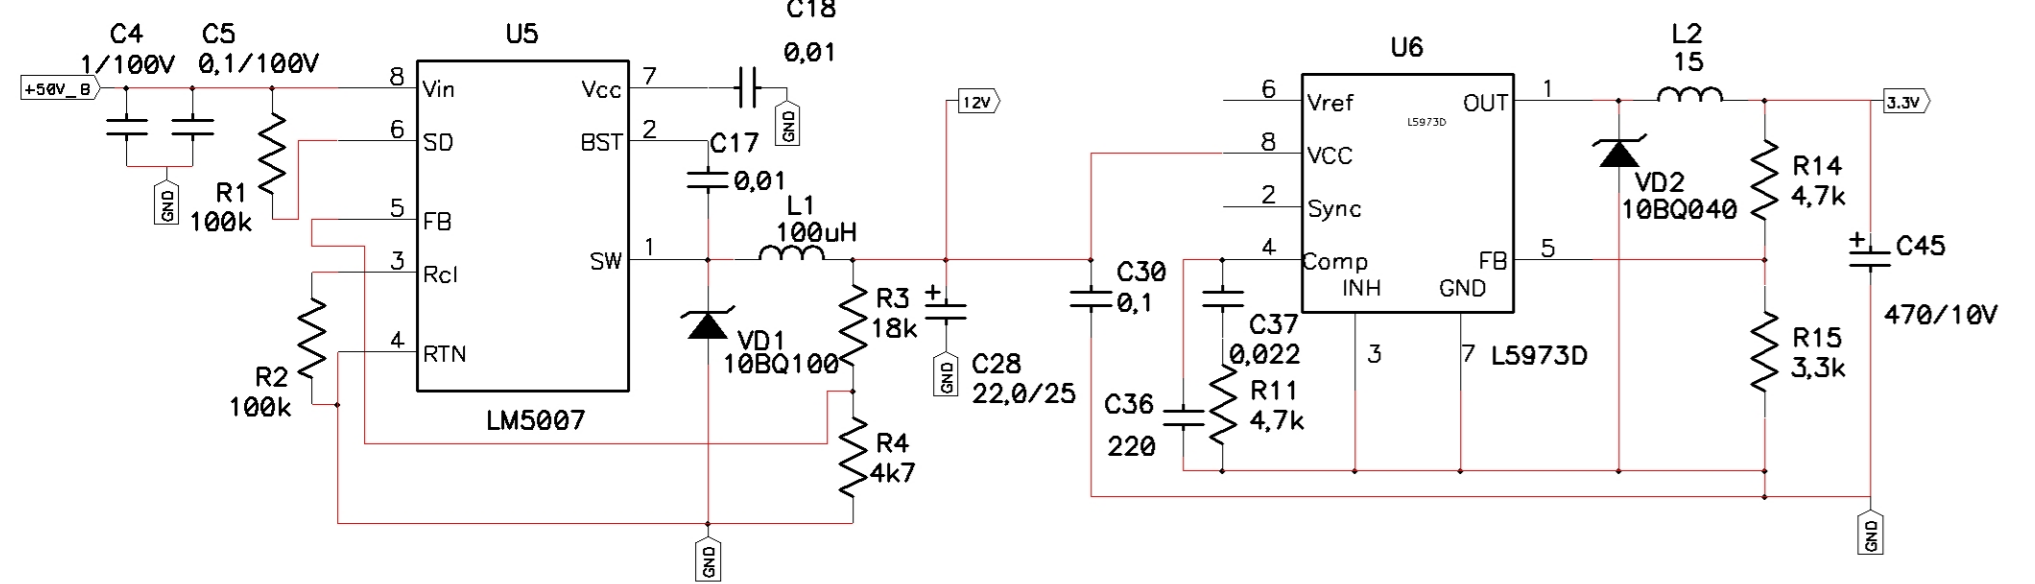 C18
0,01
C4
1/100V
C5
0,1/100V
+50V_B
GND
R1
100k
R2
100k
U5
8
Vin
6
SD
5
FB
3
Rcl
4
RTN
Vcc
7
BST
2
SW
1
LM5007
GND
C17
0,01
L1
100uH
VD1
10BQ100
R3
18k
R4
4k7
GND
12V
C28
22,0/25
GND
C30
0,1
U6
6
Vref
8
VCC
2
Sync
4
Comp
INH
GND
OUT
1
FB
5
L5973D
3
7
L5973D
C37
0,022
R11
4,7k
C36
220
L2
15
3.3V
VD2
10BQ040
R14
4,7k
R15
3,3k
C45
470/10V
GND